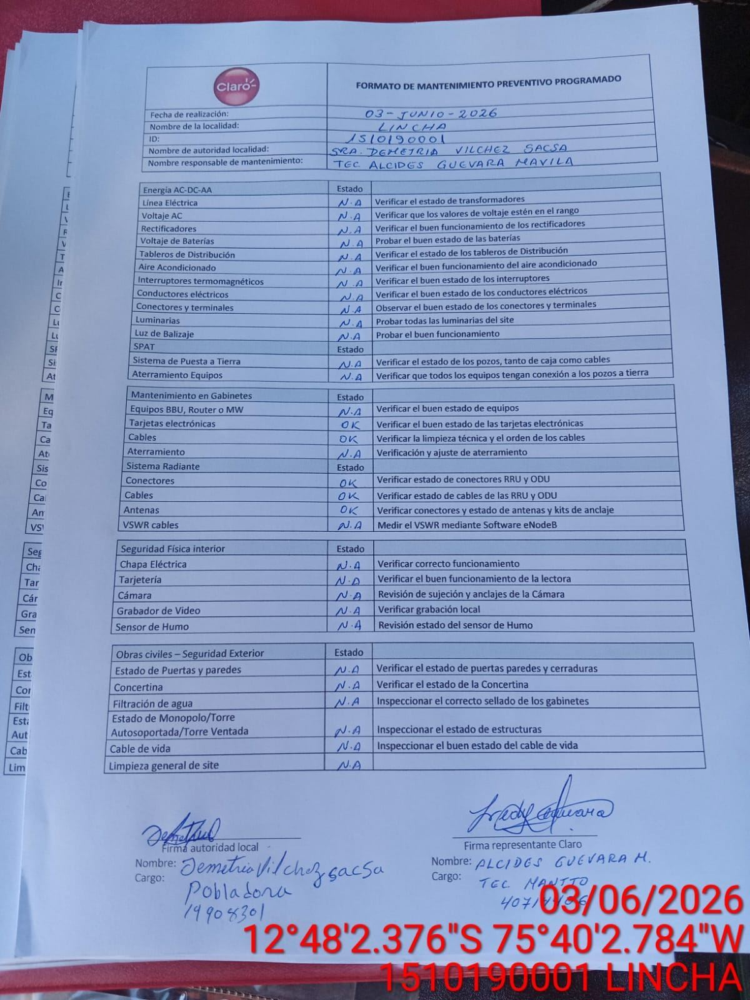 Claro
FORMATO DE MANTENIMIENTO PREVENTIVO PROGRAMADO
Fecha de realización: 03-JUNIO-2026
Nombre de la localidad: LINCHA
ID: 1510190001
Nombre de autoridad localidad: SRA. DEMETRIA VILCHEZ SACSA
Nombre responsable de mantenimiento: TEC ALCIDES GUEVARA MAVILA
Energía AC-DC-AA Estado
Línea Eléctrica N.A Verificar el estado de transformadores
Voltaje AC N.A Verificar que los valores de voltaje estén en el rango
Rectificadores N.A Verificar el buen funcionamiento de los rectificadores
Voltaje de Baterías N.A Probar el buen estado de las baterías
Tableros de Distribución N.A Verificar el estado de los tableros de Distribución
Aire Acondicionado N.A Verificar el buen funcionamiento del aire acondicionado
Interruptores termomagnéticos N.A Verificar el buen estado de los interruptores
Conductores eléctricos N.A Verificar el buen estado de los conductores eléctricos
Conectores y terminales N.A Observar el buen estado de los conectores y terminales
Luminarias N.A Probar todas las luminarias del site
Luz de Balizaje N.A Probar el buen funcionamiento
SPAT Estado
Sistema de Puesta a Tierra N.A Verificar el estado de los pozos, tanto de caja como cables
Aterramiento Equipos N.A Verificar que todos los equipos tengan conexión a los pozos a tierra
Mantenimiento en Gabinetes Estado
Equipos BBU, Router o MW N.A Verificar el buen estado de equipos
Tarjetas electrónicas OK Verificar el buen estado de las tarjetas electrónicas
Cables OK Verificar la limpieza técnica y el orden de los cables
Aterramiento N.A Verificación y ajuste de aterramiento
Sistema Radiante Estado
Conectores OK Verificar estado de conectores RRU y ODU
Cables OK Verificar estado de cables de las RRU y ODU
Antenas OK Verificar conectores y estado de antenas y kits de anclaje
VSWR cables N.A Medir el VSWR mediante Software eNodeB
Seguridad Física interior Estado
Chapa Eléctrica N.A Verificar correcto funcionamiento
Tarjetería N.A Verificar el buen funcionamiento de la lectora
Cámara N.A Revisión de sujeción y anclajes de la Cámara
Grabador de Video N.A Verificar grabación local
Sensor de Humo N.A Revisión estado del sensor de Humo
Obras civiles – Seguridad Exterior Estado
Estado de Puertas y paredes N.A Verificar el estado de puertas paredes y cerraduras
Concertina N.A Verificar el estado de la Concertina
Filtración de agua N.A Inspeccionar el correcto sellado de los gabinetes
Estado de Monopolo/Torre
Autosoportada/Torre Ventada N.A Inspeccionar el estado de estructuras
Cable de vida N.A Inspeccionar el buen estado del cable de vida
Limpieza general de site N.A
Firma autoridad local
Nombre: Demetria Vilchez sacsa
Cargo: Pobladora
19908301
Firma representante Claro
Nombre: ALCIDES GUEVARA M.
Cargo: TEC MANTTO
03/06/2026
12°48'2.376"S 75°40'2.784"W
1510190001 LINCHA